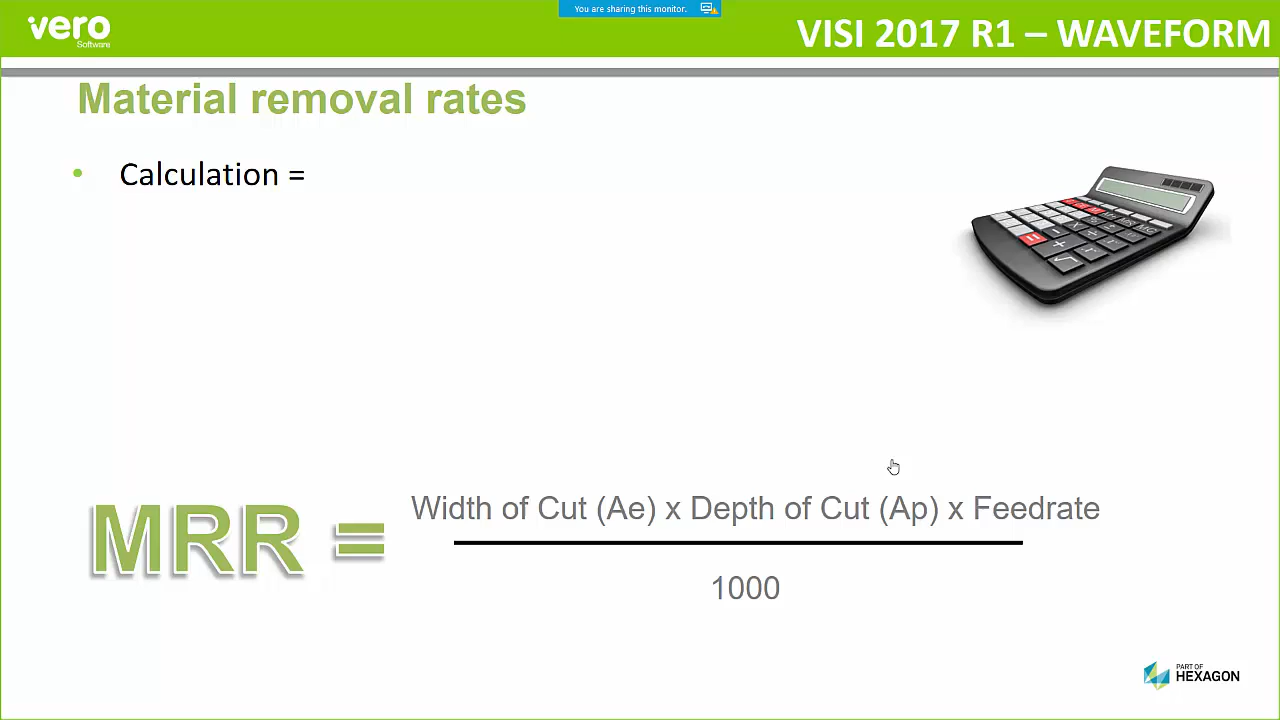 You are sharing this monitor.
vero
Software
VISI 2017 R1 – WAVEFORM
Material removal rates
• Calculation =
MRR =
Width of Cut (Ae) x Depth of Cut (Ap) x Feedrate
1000
PART OF
HEXAGON